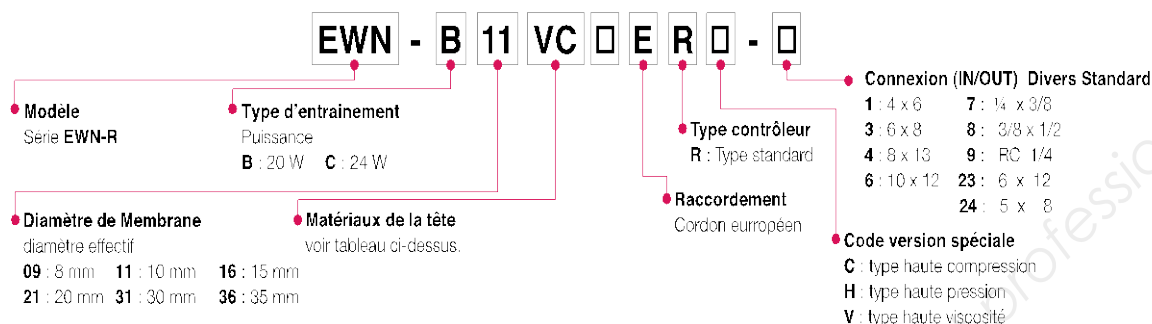 EWN - B 11 VC □ E R □ - □
Modèle
Série EWN-R
Type d'entrainement
Puissance
B : 20 W C : 24 W
Diamètre de Membrane
diamètre effectif
09 : 8 mm 11 : 10 mm 16 : 15 mm
21 : 20 mm 31 : 30 mm 36 : 35 mm
Matériaux de la tête
voir tableau ci-dessus.
Type contrôleur
R : Type standard
Raccordement
Cordon eurropéen
Connexion (IN/OUT) Divers Standard
1 : 4 x 6 7 : ¼ x 3/8
3 : 6 x 8 8 : 3/8 x 1/2
4 : 8 x 13 9 : RC 1/4
6 : 10 x 12 23 : 6 x 12
24 : 5 x 8
Code version spéciale
C : type haute compression
H : type haute pression
V : type haute viscosité
professio